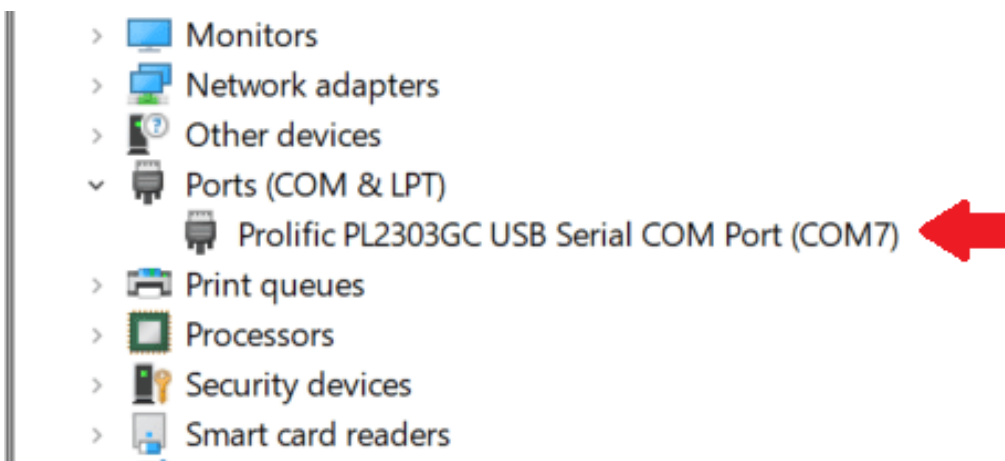 Monitors
Network adapters
Other devices
Ports (COM & LPT)
Prolific PL2303GC USB Serial COM Port (COM7)
Print queues
Processors
Security devices
Smart card readers